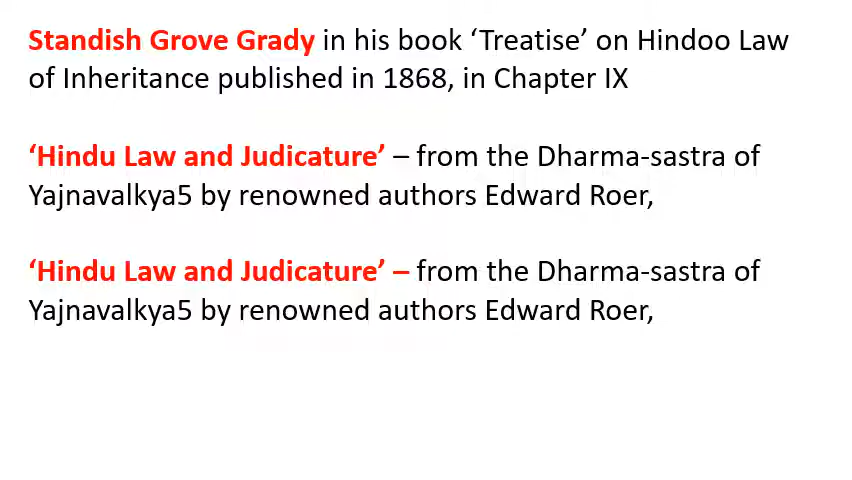 Standish Grove Grady in his book ‘Treatise’ on Hindoo Law
of Inheritance published in 1868, in Chapter IX
‘Hindu Law and Judicature’ – from the Dharma-sastra of
Yajnavalkya5 by renowned authors Edward Roer,
‘Hindu Law and Judicature’ – from the Dharma-sastra of
Yajnavalkya5 by renowned authors Edward Roer,